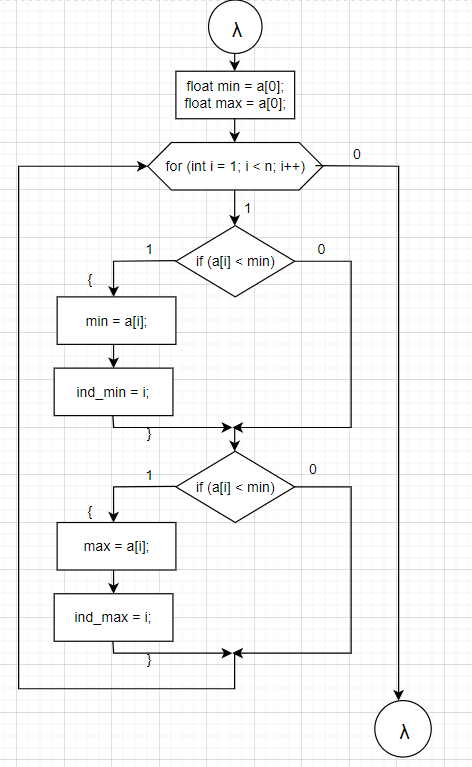 λ
float min = a[0];
float max = a[0];
for (int i = 1; i < n; i++)
0
1
if (a[i] < min)
1
0
{
min = a[i];
ind_min = i;
}
if (a[i] < min)
1
0
{
max = a[i];
ind_max = i;
}
λ